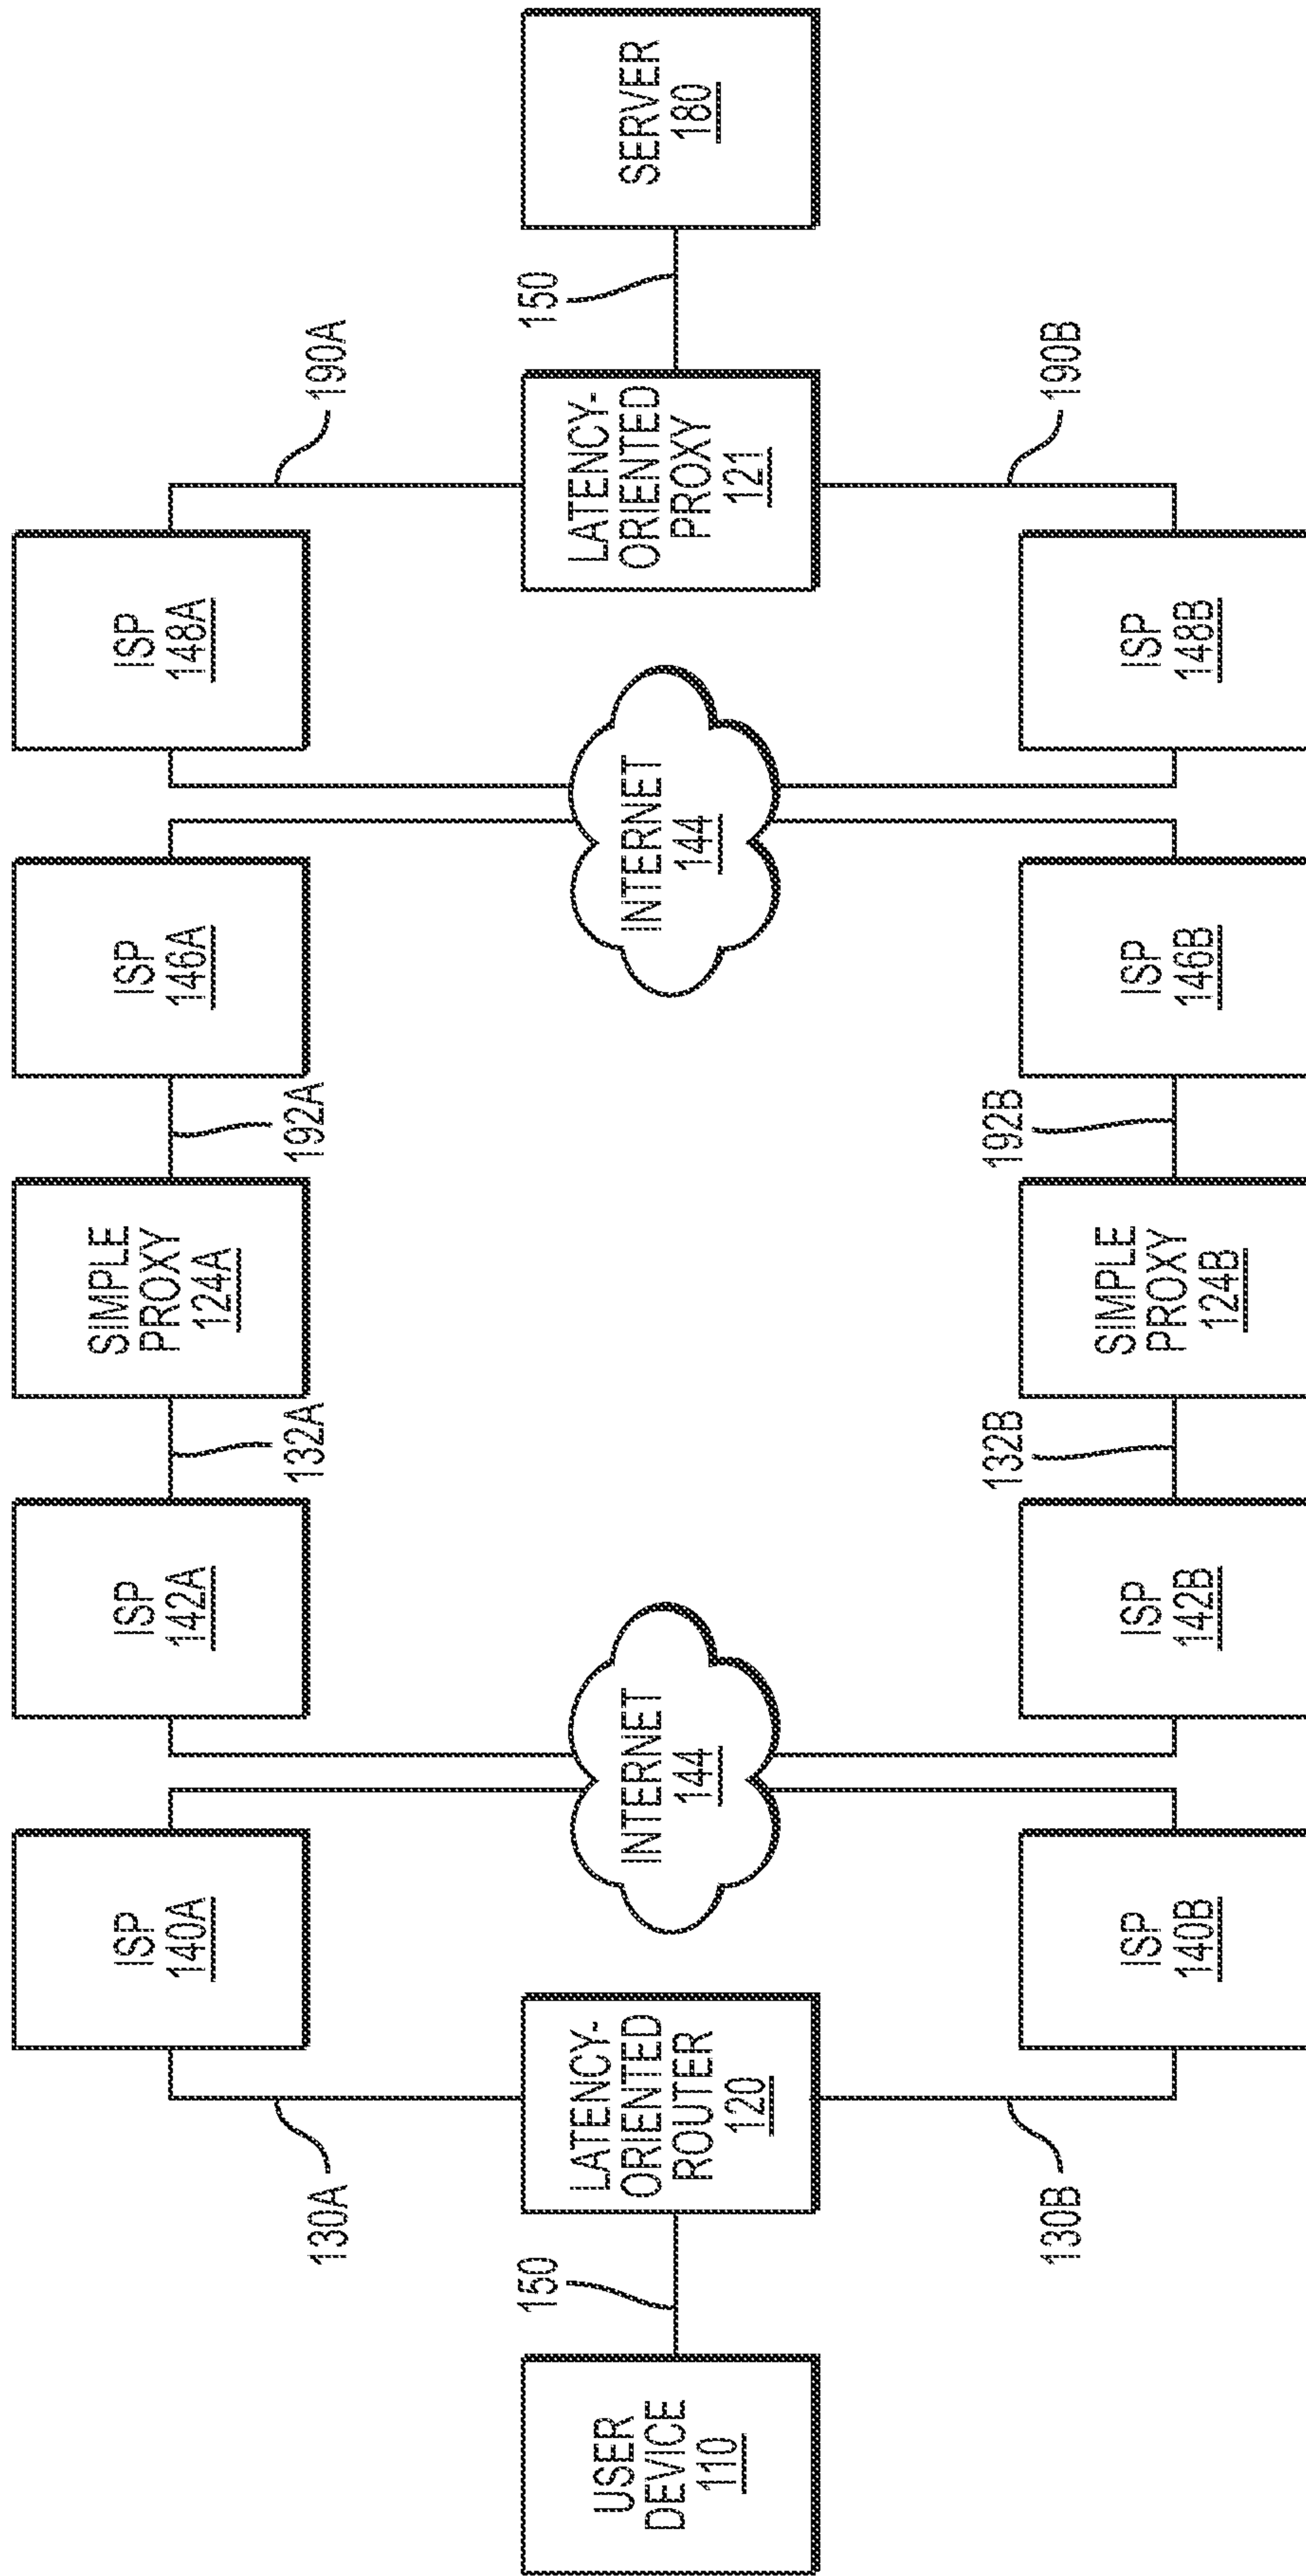 ISP
140A
ISP
142A
SIMPLE
PROXY
124A
ISP
146A
ISP
148A
130A
132A
192A
190A
150
INTERNET
144
INTERNET
144
150
USER
DEVICE
110
LATENCY-
ORIENTED
ROUTER
120
LATENCY-
ORIENTED
PROXY
121
SERVER
180
130B
132B
192B
190B
ISP
140B
ISP
142B
SIMPLE
PROXY
124B
ISP
146B
ISP
148B